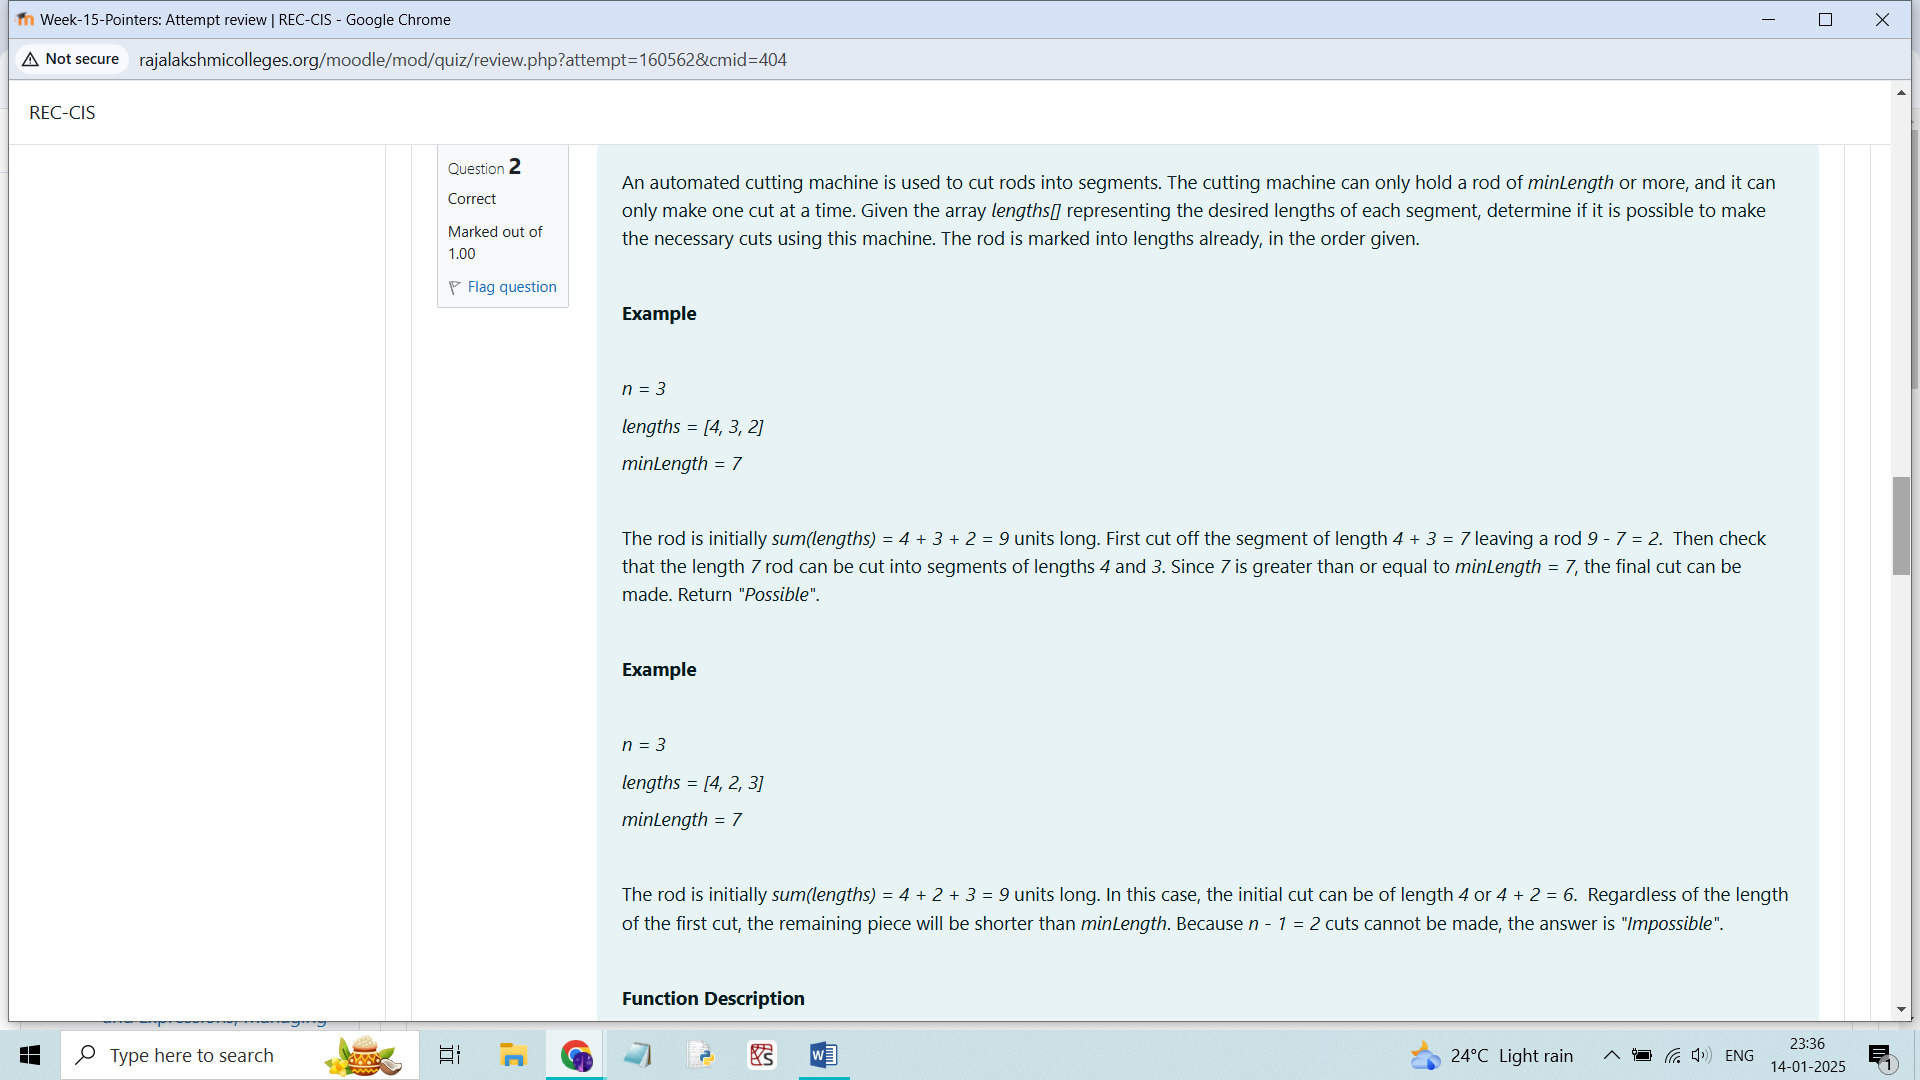 Week-15-Pointers: Attempt review | REC-CIS - Google Chrome
Not secure rajalakshmicolleges.org/moodle/mod/quiz/review.php?attempt=160562&cmid=404
REC-CIS
Question 2
Correct
Marked out of
1.00
Flag question
An automated cutting machine is used to cut rods into segments. The cutting machine can only hold a rod of minLength or more, and it can
only make one cut at a time. Given the array lengths[] representing the desired lengths of each segment, determine if it is possible to make
the necessary cuts using this machine. The rod is marked into lengths already, in the order given.
Example
n = 3
lengths = [4, 3, 2]
minLength = 7
The rod is initially sum(lengths) = 4 + 3 + 2 = 9 units long. First cut off the segment of length 4 + 3 = 7 leaving a rod 9 - 7 = 2. Then check
that the length 7 rod can be cut into segments of lengths 4 and 3. Since 7 is greater than or equal to minLength = 7, the final cut can be
made. Return "Possible".
Example
n = 3
lengths = [4, 2, 3]
minLength = 7
The rod is initially sum(lengths) = 4 + 2 + 3 = 9 units long. In this case, the initial cut can be of length 4 or 4 + 2 = 6. Regardless of the length
of the first cut, the remaining piece will be shorter than minLength. Because n - 1 = 2 cuts cannot be made, the answer is "Impossible".
Function Description
and Expressions, managing
Type here to search
24°C Light rain
ENG
23:36
14-01-2025
1